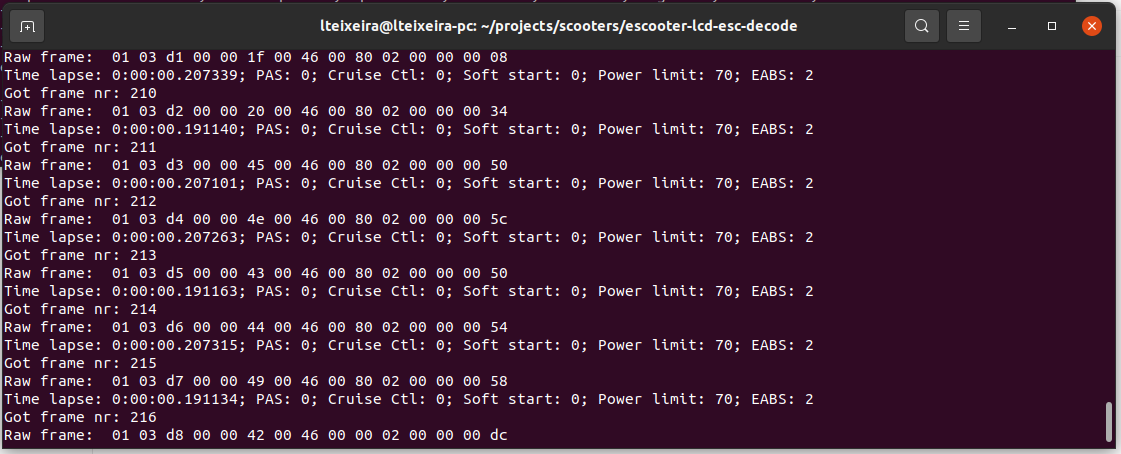 lteixeira@lteixeira-pc: ~/projects/scooters/escooter-lcd-esc-decode
Raw frame:  01 03 d1 00 00 1f 00 46 00 80 02 00 00 00 08
Time lapse: 0:00:00.207339; PAS: 0; Cruise Ctl: 0; Soft start: 0; Power limit: 70; EABS: 2
Got frame nr: 210
Raw frame:  01 03 d2 00 00 20 00 46 00 80 02 00 00 00 34
Time lapse: 0:00:00.191140; PAS: 0; Cruise Ctl: 0; Soft start: 0; Power limit: 70; EABS: 2
Got frame nr: 211
Raw frame:  01 03 d3 00 00 45 00 46 00 80 02 00 00 00 50
Time lapse: 0:00:00.207101; PAS: 0; Cruise Ctl: 0; Soft start: 0; Power limit: 70; EABS: 2
Got frame nr: 212
Raw frame:  01 03 d4 00 00 4e 00 46 00 80 02 00 00 00 5c
Time lapse: 0:00:00.207263; PAS: 0; Cruise Ctl: 0; Soft start: 0; Power limit: 70; EABS: 2
Got frame nr: 213
Raw frame:  01 03 d5 00 00 43 00 46 00 80 02 00 00 00 50
Time lapse: 0:00:00.191163; PAS: 0; Cruise Ctl: 0; Soft start: 0; Power limit: 70; EABS: 2
Got frame nr: 214
Raw frame:  01 03 d6 00 00 44 00 46 00 80 02 00 00 00 54
Time lapse: 0:00:00.207315; PAS: 0; Cruise Ctl: 0; Soft start: 0; Power limit: 70; EABS: 2
Got frame nr: 215
Raw frame:  01 03 d7 00 00 49 00 46 00 80 02 00 00 00 58
Time lapse: 0:00:00.191134; PAS: 0; Cruise Ctl: 0; Soft start: 0; Power limit: 70; EABS: 2
Got frame nr: 216
Raw frame:  01 03 d8 00 00 42 00 46 00 00 02 00 00 00 dc